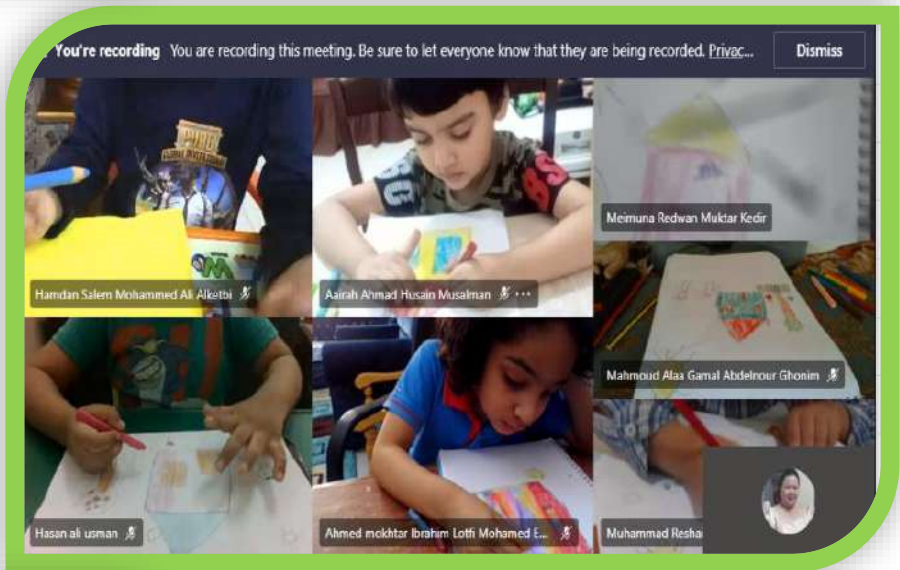 You're recording You are recording this meeting. Be sure to let everyone know that they are being recorded. Privac... Dismiss
PUBG
Meimuna Redwan Muktar Kedir
Hamdan Salem Mohammed Ali Alketbi
Aairah Ahmad Husain Musalman ...
Mahmoud Alaa Gamal Abdelnour Ghonim
Hasan ali usman
Ahmed mokhtar Ibrahim Lotfi Mohamed E...
Muhammad Resha